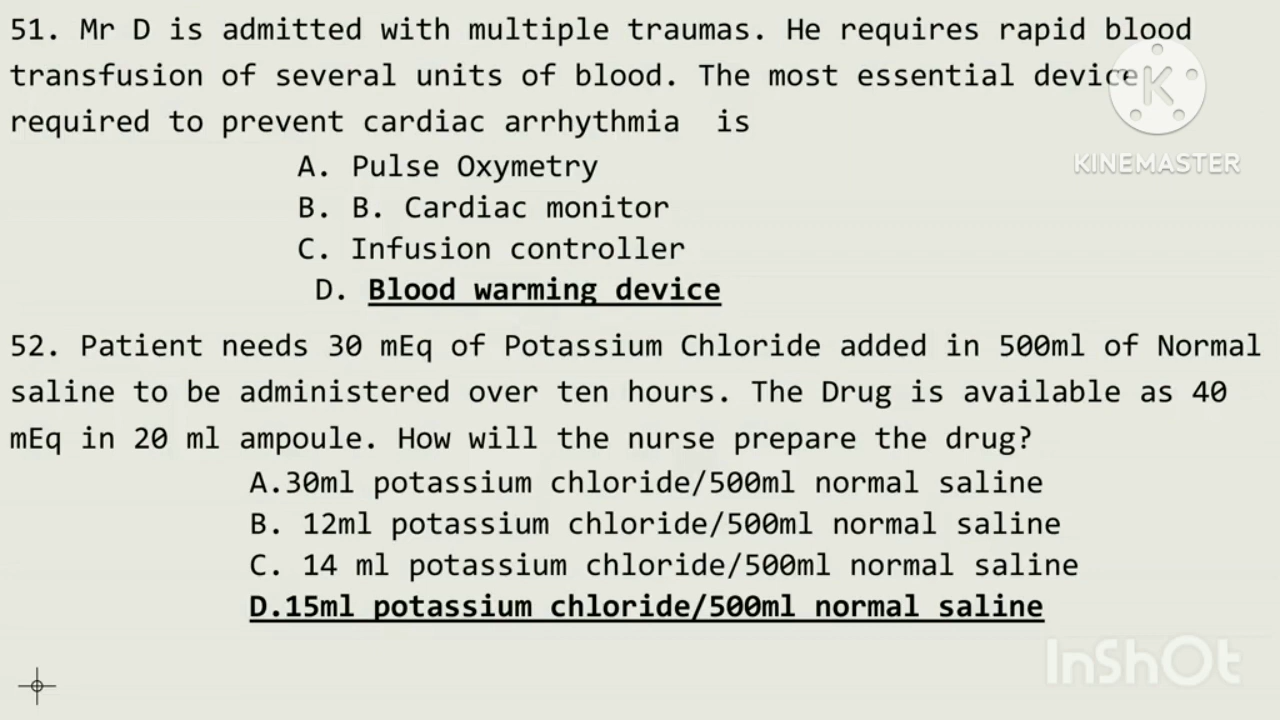 51. Mr D is admitted with multiple traumas. He requires rapid blood
transfusion of several units of blood. The most essential device
required to prevent cardiac arrhythmia is
A. Pulse Oxymetry
B. B. Cardiac monitor
C. Infusion controller
D. Blood warming device
52. Patient needs 30 mEq of Potassium Chloride added in 500ml of Normal
saline to be administered over ten hours. The Drug is available as 40
mEq in 20 ml ampoule. How will the nurse prepare the drug?
A.30ml potassium chloride/500ml normal saline
B. 12ml potassium chloride/500ml normal saline
C. 14 ml potassium chloride/500ml normal saline
D.15ml potassium chloride/500ml normal saline
K
KINEMASTER
InShOt